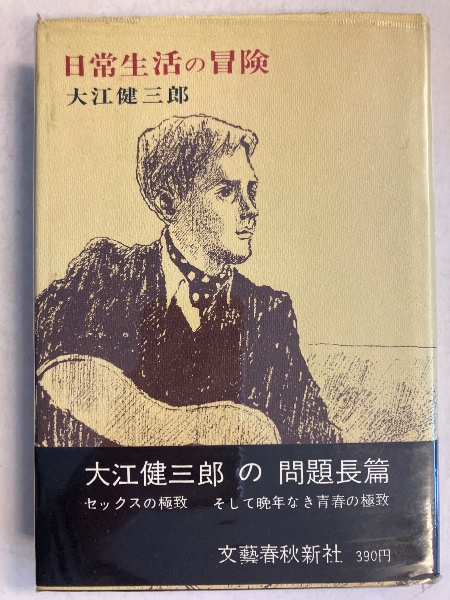 日常生活の冒険
大江健三郎
大江健三郎 の 問題長篇
セックスの極致 そして晩年なき青春の極致
文藝春秋新社 390円